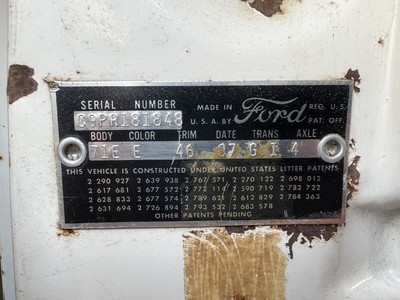 SERIAL NUMBER MADE IN Ford REG. U.S.
C9PR181848 U.S.A. BY PAT. OFF.
BODY COLOR TRIM DATE TRANS AXLE
71E E 46 07 G 1 4
THIS VEHICLE IS CONSTRUCTED UNDER UNITED STATES LETTER PATENTS
2 290 927 2 639 938 2 767 571 2 270 122 2 698 012
2 617 681 2 677 572 2 772 114 2 590 719 2 782 722
2 628 833 2 677 574 2 789 621 2 612 829 2 784 363
2 631 694 2 726 894 2 793 532 2 683 578
OTHER PATENTS PENDING